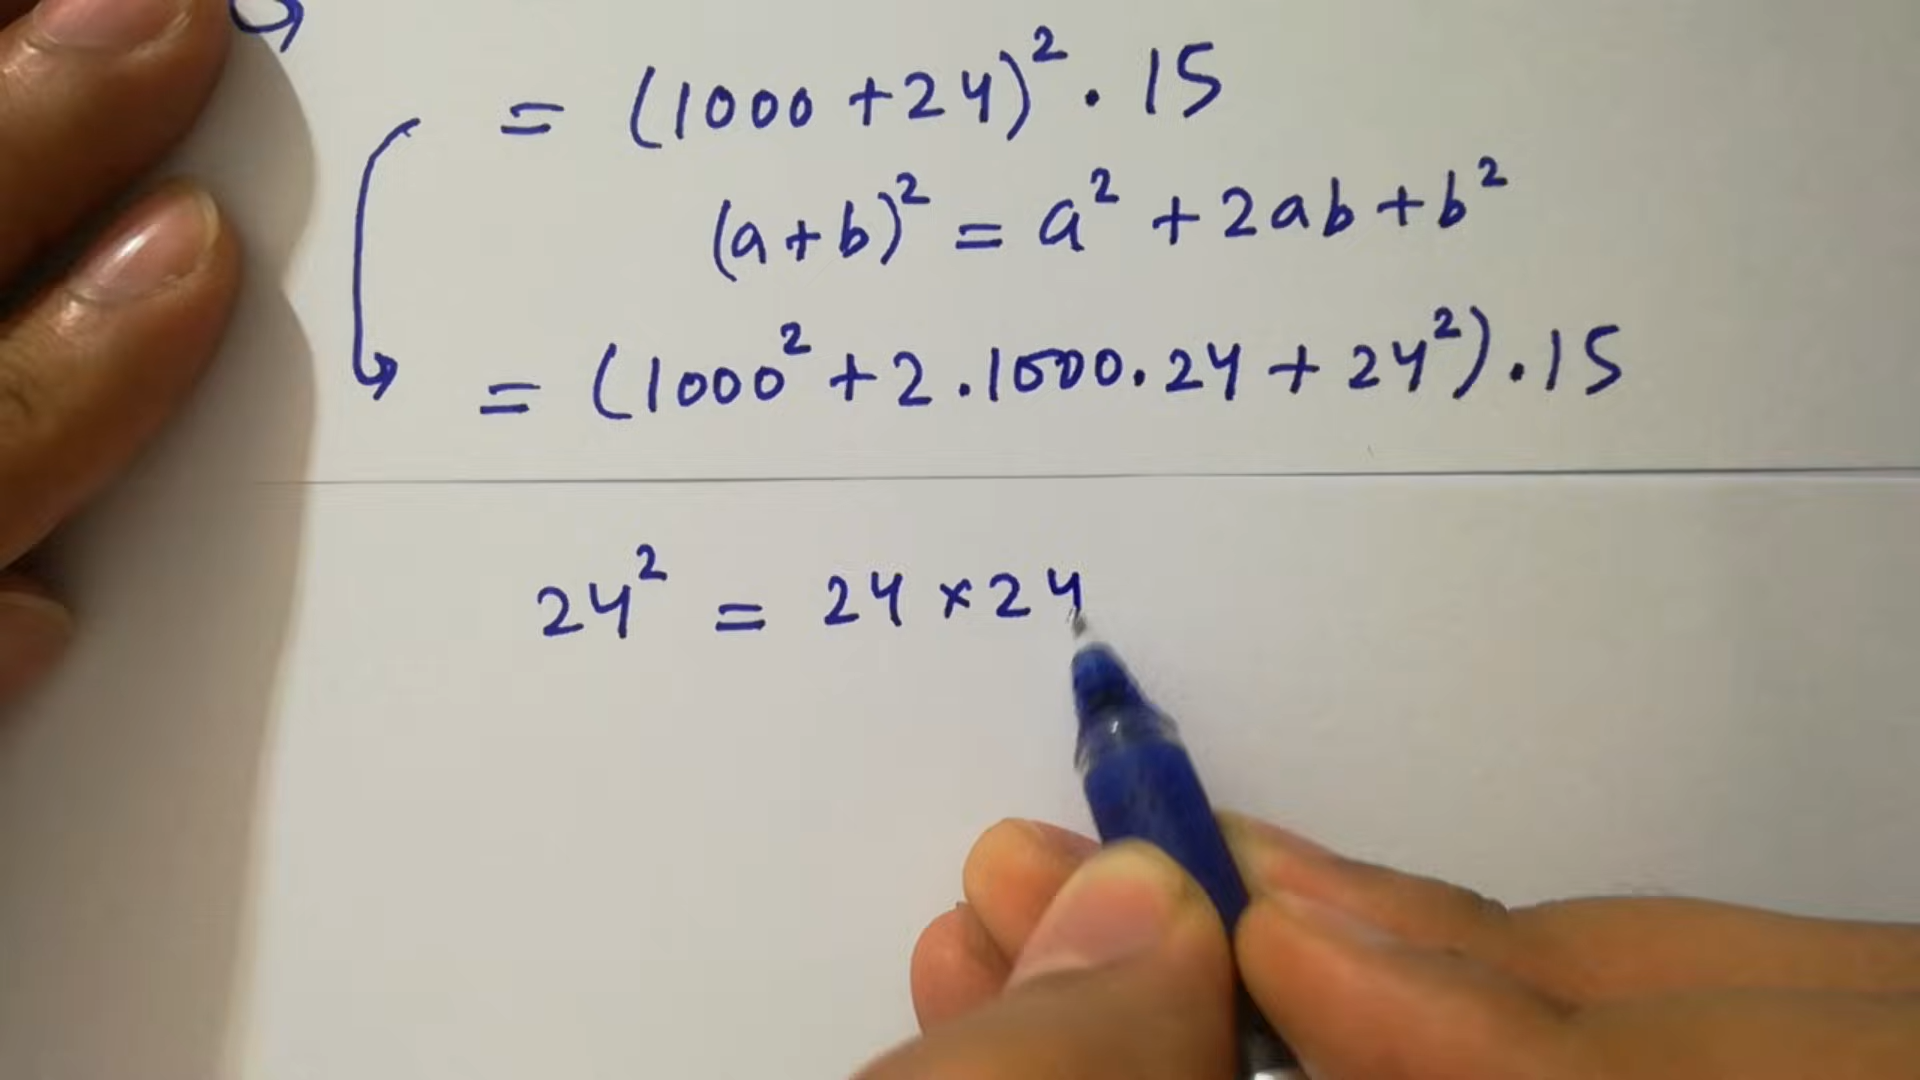 = (1000 + 24)² · 15
(a + b)² = a² + 2ab + b²
= (1000² + 2 . 1000 . 24 + 24²) . 15
24² = 24 × 24